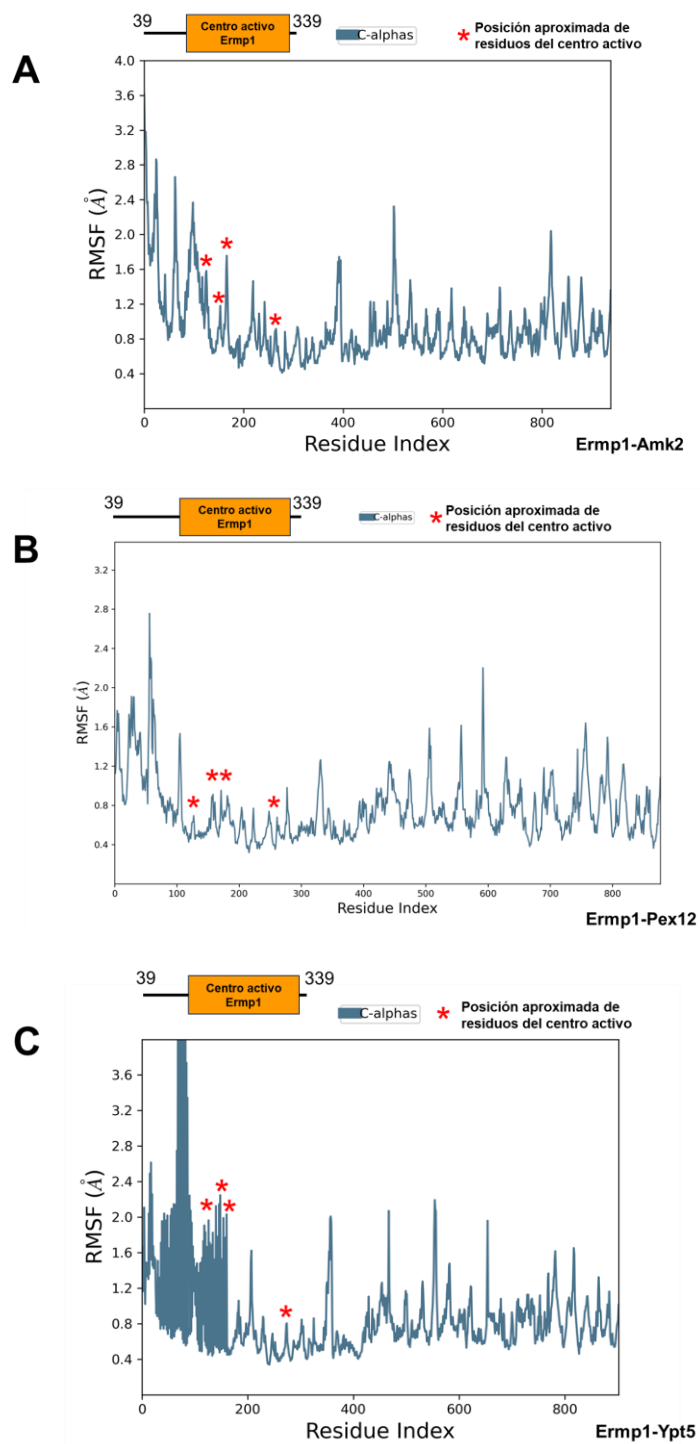 39
Centro activo
Ermp1
339
C-alphas
* Posición aproximada de
residuos del centro activo
A
4.0
3.6
3.2
2.8
2.4
2.0
1.6
1.2
0.8
0.4
RMSF (Å)
0 200 400 600 800
Residue Index
Ermp1-Amk2
39
Centro activo
Ermp1
339
C-alphas
* Posición aproximada de
residuos del centro activo
B
3.2
2.8
2.4
2.0
1.6
1.2
0.8
0.4
RMSF (Å)
0 100 200 300 400 500 600 700 800
Residue Index
Ermp1-Pex12
39
Centro activo
Ermp1
339
C-alphas
* Posición aproximada de
residuos del centro activo
C
3.6
3.2
2.8
2.4
2.0
1.6
1.2
0.8
0.4
RMSF (Å)
0 200 400 600 800
Residue Index
Ermp1-Ypt5